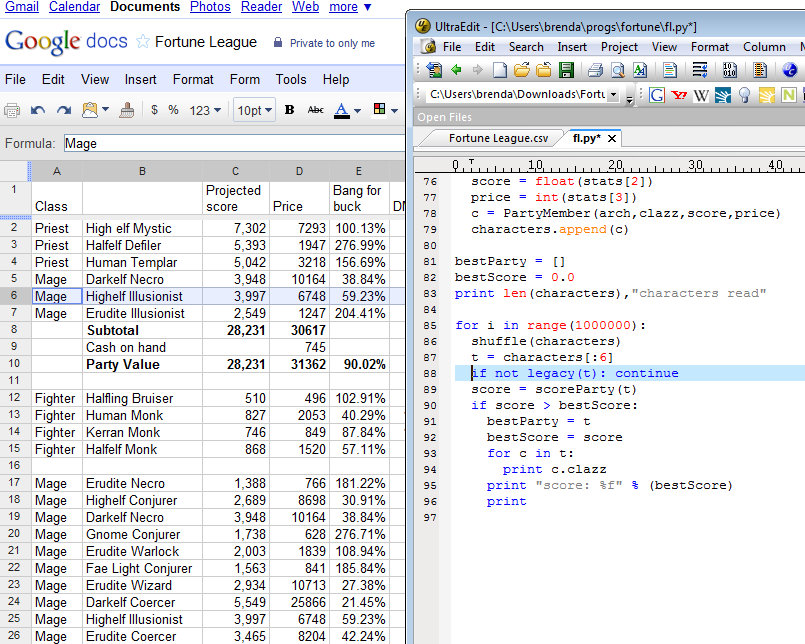 Gmail Calendar Documents Photos Reader Web more ▼
Google docs ☆ Fortune League Private to only me
File Edit View Insert Format Form Tools Help
$ % 123 10pt B Abc A
Formula: Mage
A B C D E
1 Class Projected score Price Bang for buck
2 Priest High elf Mystic 7,302 7293 100.13%
3 Priest Halfelf Defiler 5,393 1947 276.99%
4 Priest Human Templar 5,042 3218 156.69%
5 Mage Darkelf Necro 3,948 10164 38.84%
6 Mage Highelf Illusionist 3,997 6748 59.23%
7 Mage Erudite Illusionist 2,549 1247 204.41%
8 Subtotal 28,231 30617
9 Cash on hand 745
10 Party Value 28,231 31362 90.02%
11
12 Fighter Halfling Bruiser 510 496 102.91%
13 Fighter Human Monk 827 2053 40.29%
14 Fighter Kerran Monk 746 849 87.84%
15 Fighter Halfelf Monk 868 1520 57.11%
16
17 Mage Erudite Necro 1,388 766 181.22%
18 Mage Highelf Conjurer 2,689 8698 30.91%
19 Mage Darkelf Necro 3,948 10164 38.84%
20 Mage Gnome Conjurer 1,738 628 276.71%
21 Mage Erudite Warlock 2,003 1839 108.94%
22 Mage Fae Light Conjurer 1,563 841 185.84%
23 Mage Erudite Wizard 2,934 10713 27.38%
24 Mage Darkelf Coercer 5,549 25866 21.45%
25 Mage Highelf Illusionist 3,997 6748 59.23%
26 Mage Erudite Coercer 3,465 8204 42.24%
UltraEdit - [C:\Users\brenda\progs\fortune\fl.py*]
File Edit Search Insert Project View Format Column
C:\Users\brenda\Downloads\Fortu
Open Files
Fortune League.csv fl.py* X
0 10 20 30 40
76 score = float(stats[2])
77 price = int(stats[3])
78 c = PartyMember(arch,clazz,score,price)
79 characters.append(c)
80
81 bestParty = []
82 bestScore = 0.0
83 print len(characters),"characters read"
84
85 for i in range(1000000):
86 shuffle(characters)
87 t = characters[:6]
88 if not legacy(t): continue
89 score = scoreParty(t)
90 if score > bestScore:
91 bestParty = t
92 bestScore = score
93 for c in t:
94 print c.clazz
95 print "score: %f" % (bestScore)
96 print
97